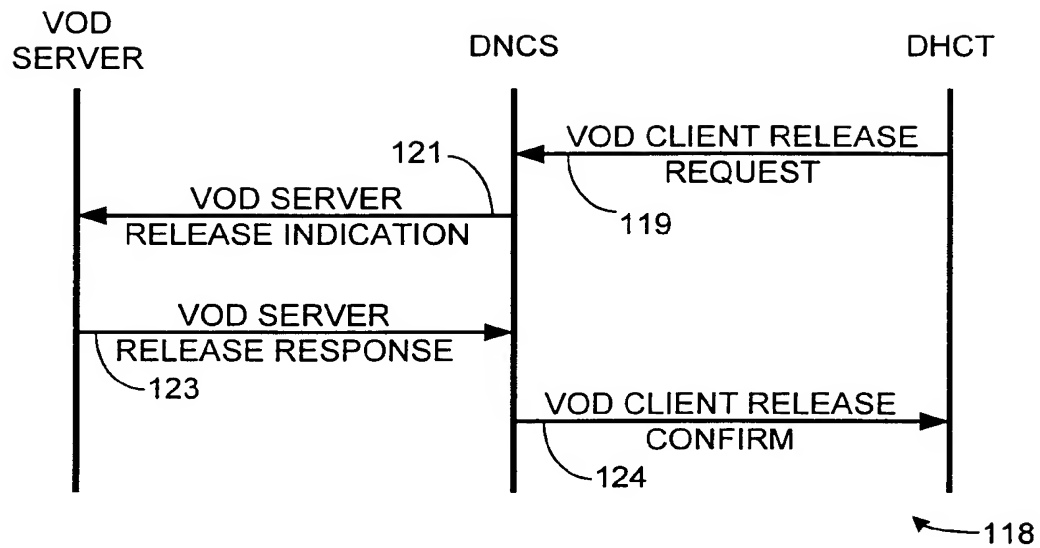 VOD
SERVER
DNCS
DHCT
VOD CLIENT RELEASE
REQUEST
119
121
VOD SERVER
RELEASE INDICATION
VOD SERVER
RELEASE RESPONSE
123
VOD CLIENT RELEASE
CONFIRM
124
118